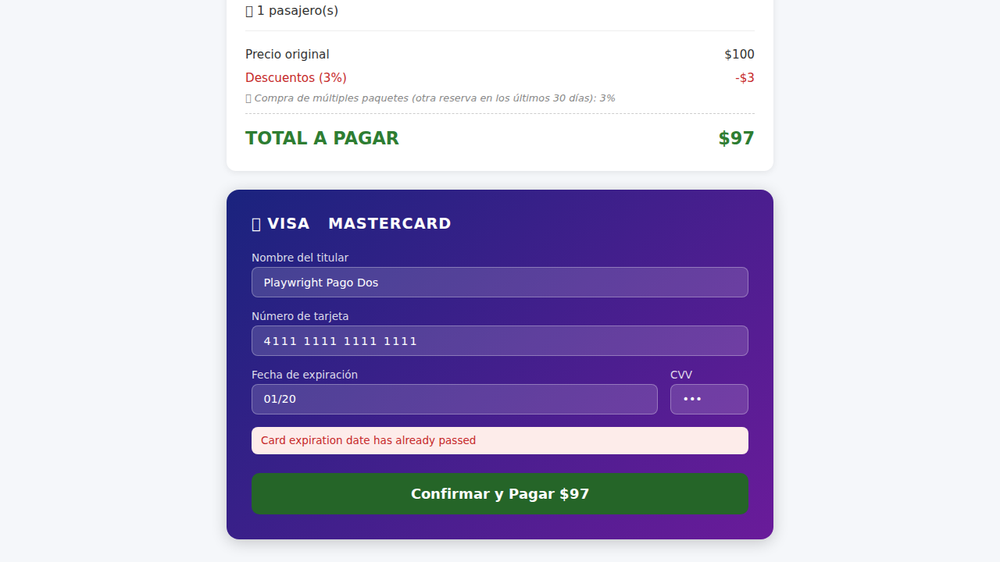 1 pasajero(s)
Precio original $100
Descuentos (3%) -$3
Compra de múltiples paquetes (otra reserva en los últimos 30 días): 3%
TOTAL A PAGAR $97
VISA MASTERCARD
Nombre del titular
Playwright Pago Dos
Número de tarjeta
4111 1111 1111 1111
Fecha de expiración CVV
01/20 •••
Card expiration date has already passed
Confirmar y Pagar $97